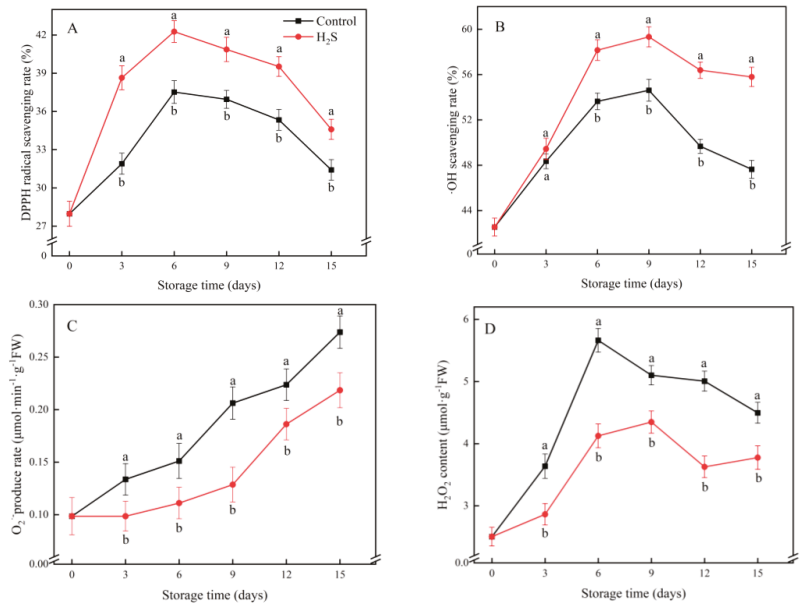 A
Control
H₂S
DPPH radical scavenging rate (%)
42
39
36
33
30
27
0
a
a
a
a
a
b
b
b
b
b
0 3 6 9 12 15
Storage time (days)
B
·OH scavenging rate (%)
60
56
52
48
44
0
a
a
a
a
a
a
b
b
b
b
0 3 6 9 12 15
Storage time (days)
C
O₂·⁻produce rate (μmol·min⁻¹·g⁻¹FW)
0.30
0.25
0.20
0.15
0.10
0.00
a
a
a
a
a
b
b
b
b
b
0 3 6 9 12 15
Storage time (days)
D
H₂O₂ content (μmol·g⁻¹FW)
6
5
4
3
0.0
a
a
a
a
a
b
b
b
b
b
0 3 6 9 12 15
Storage time (days)